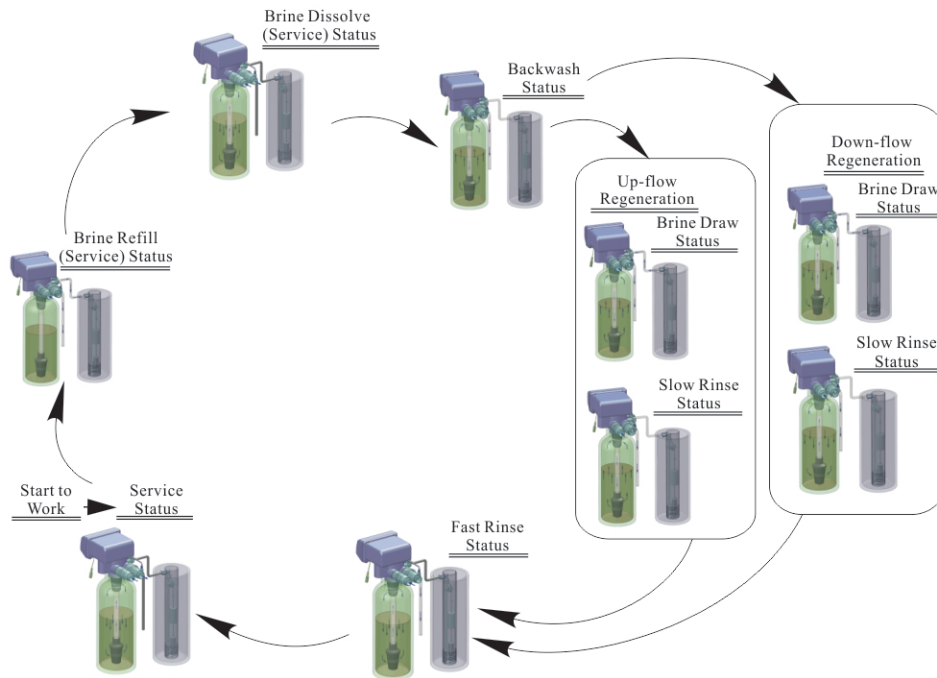 Brine Dissolve
(Service) Status
Backwash
Status
Down-flow
Regeneration
Brine Draw
Status
Slow Rinse
Status
Up-flow
Regeneration
Brine Draw
Status
Slow Rinse
Status
Brine Refill
(Service) Status
Start to
Work
Service
Status
Fast Rinse
Status